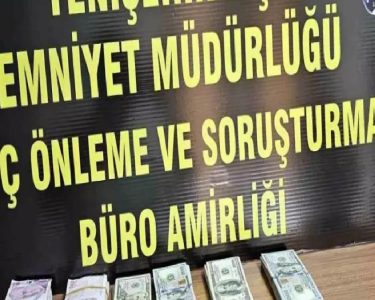 EMNİYET MÜDÜRLÜĞÜ
Ç ÖNLEME VE SORUŞTURMA
BÜRO AMİRLİĞİ